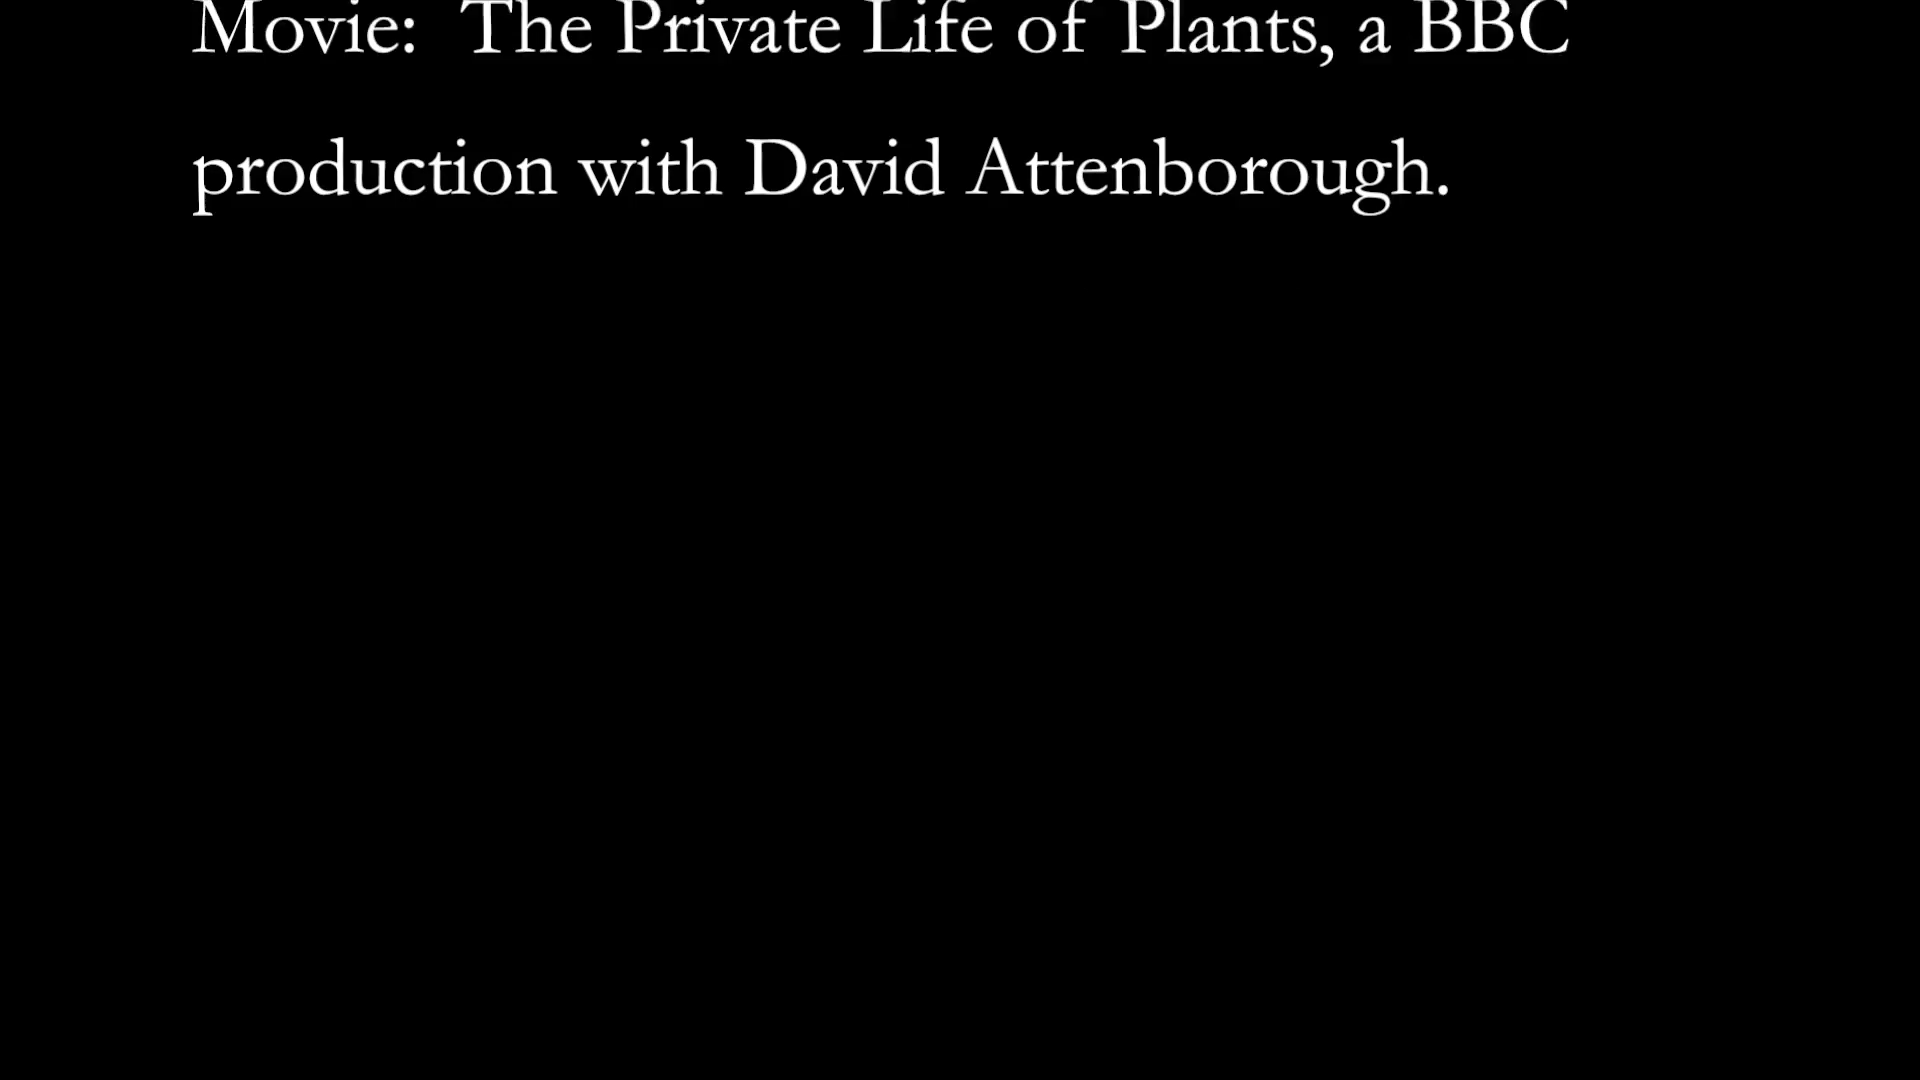 Movie:  The Private Life of Plants, a BBC
production with David Attenborough.